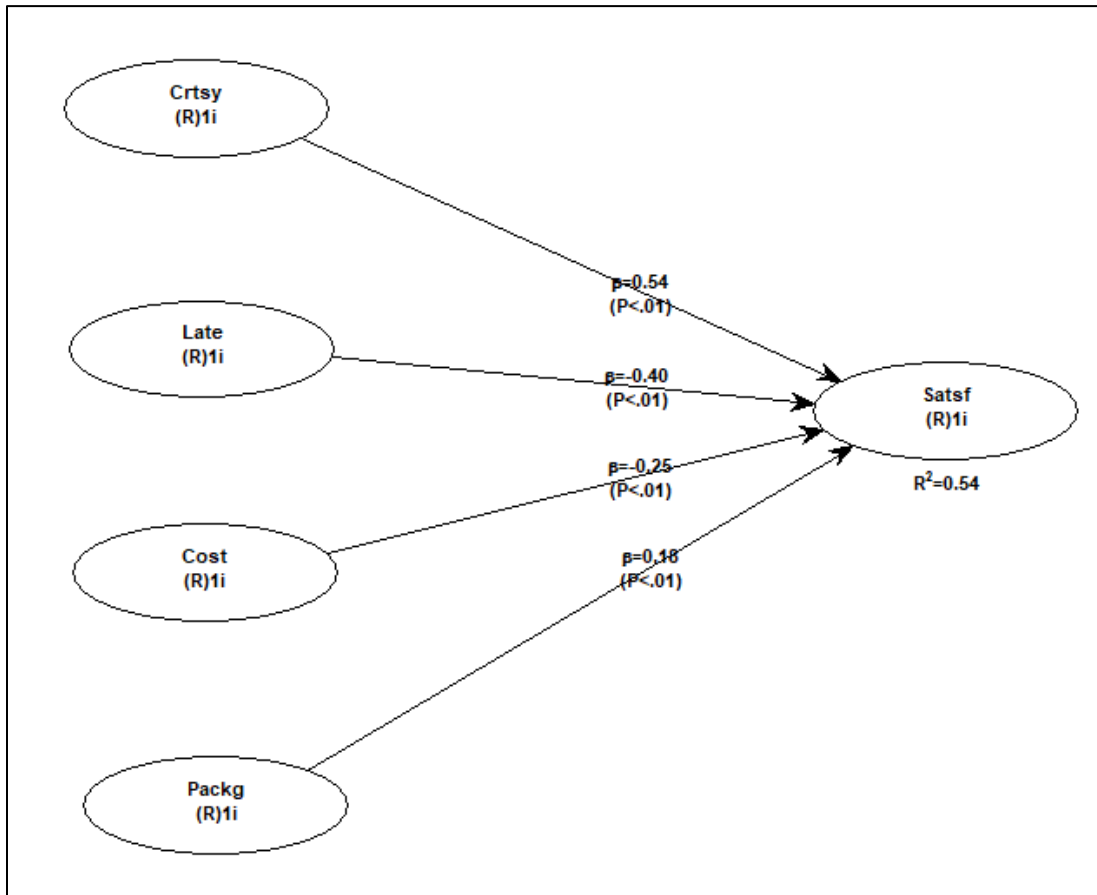 Crtsy
(R)1i
β=0.54
(P<.01)
Late
(R)1i
β=-0.40
(P<.01)
Satsf
(R)1i
R²=0.54
β=-0.25
(P<.01)
Cost
(R)1i
β=0.18
(P<.01)
Packg
(R)1i